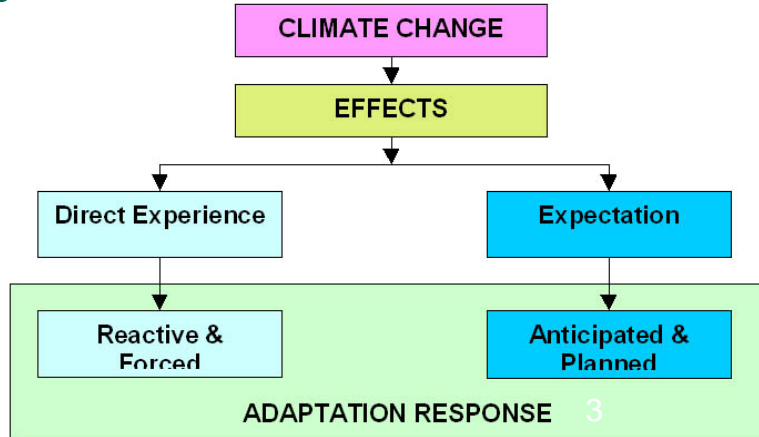 CLIMATE CHANGE
EFFECTS
Direct Experience
Expectation
Reactive &
Forced
Anticipated &
Planned
ADAPTATION RESPONSE
3